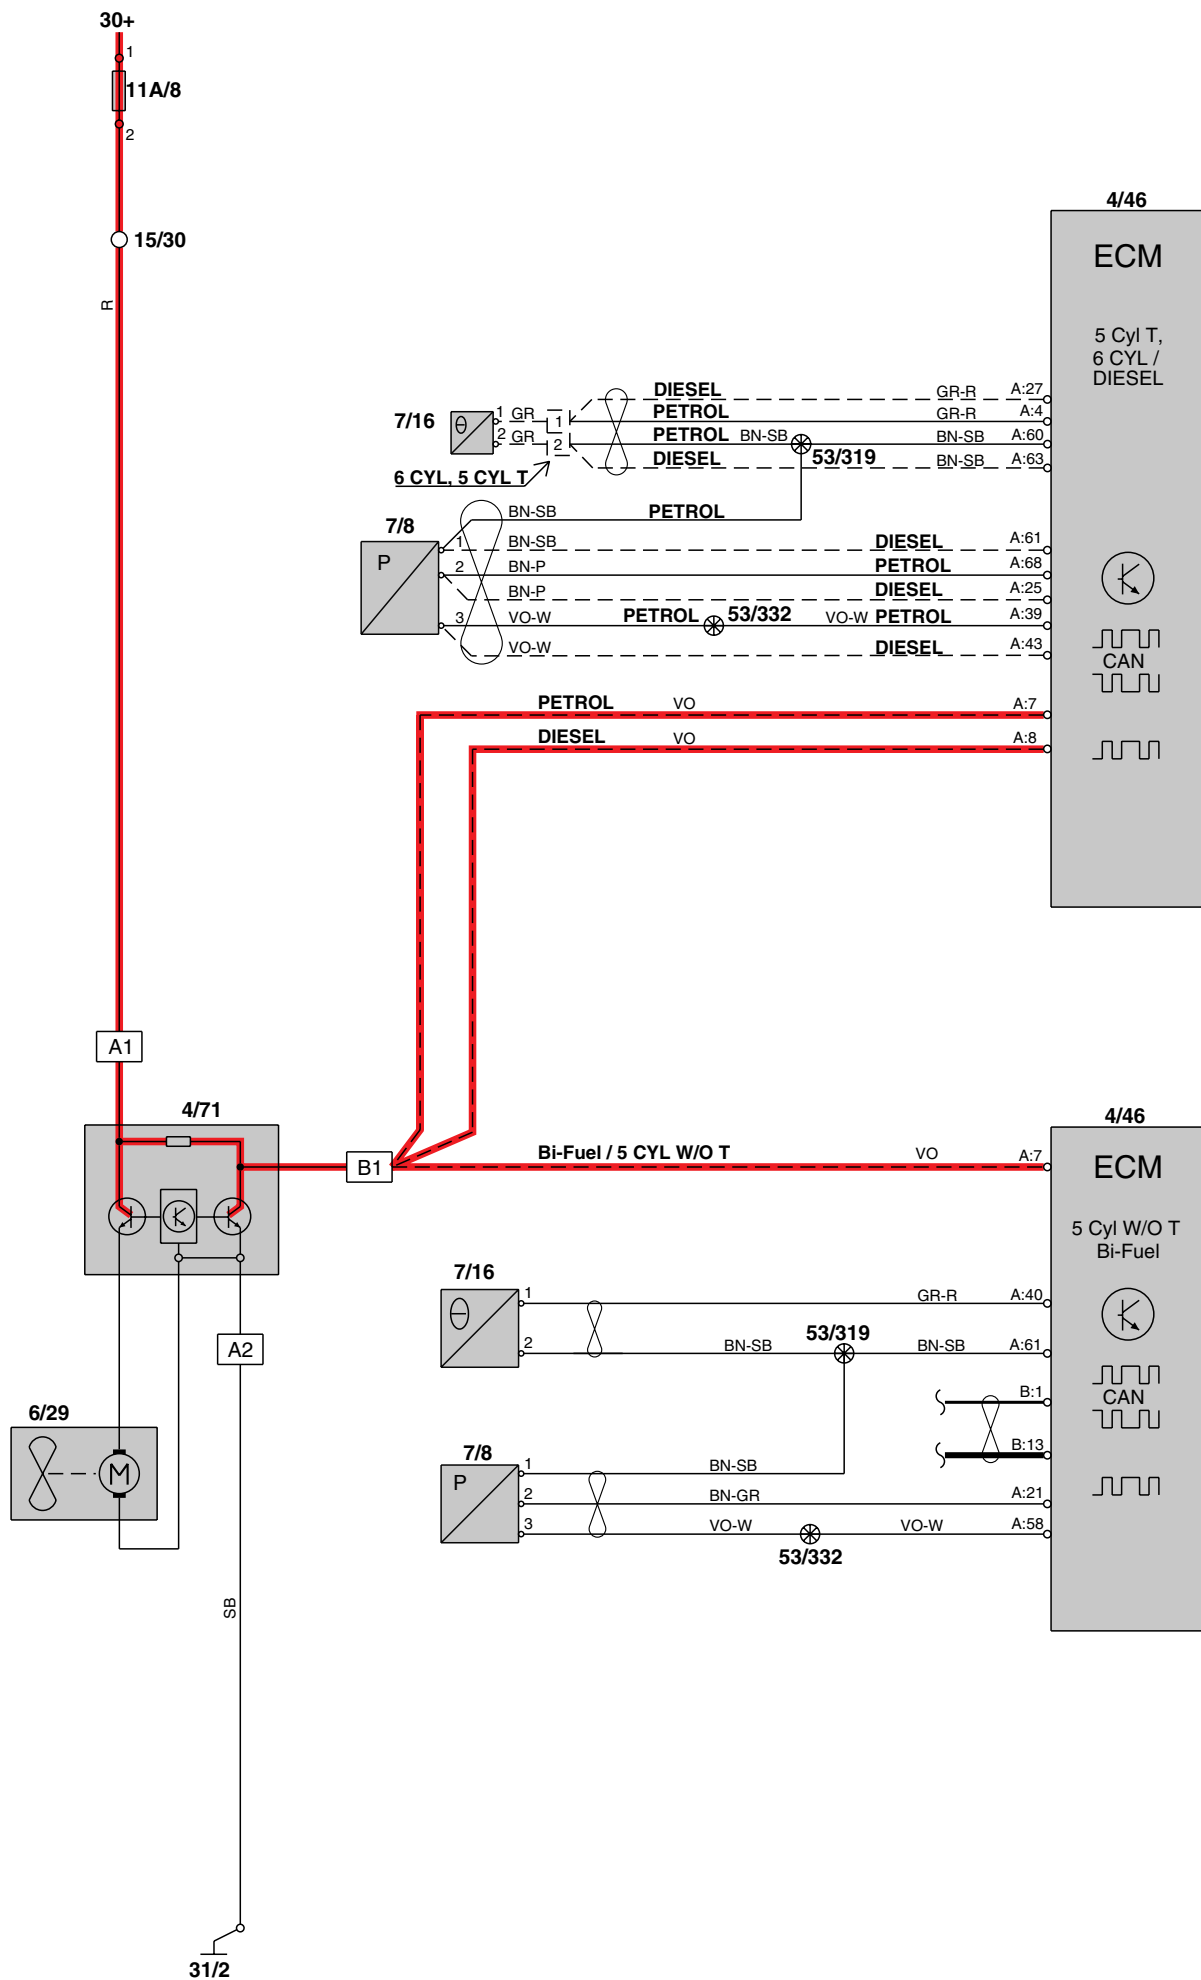 30+
1
11A/8
2
15/30
R
4/46
ECM
5 Cyl T,
6 CYL /
DIESEL
DIESEL GR-R A:27
7/16 1 GR 1 PETROL GR-R A:4
θ 2 GR 2 PETROL BN-SB BN-SB A:60
53/319
DIESEL BN-SB A:63
6 CYL, 5 CYL T
7/8
BN-SB PETROL
P 1 BN-SB DIESEL A:61
2 BN-P PETROL A:68
BN-P DIESEL A:25
3 VO-W PETROL 53/332 VO-W PETROL A:39
VO-W DIESEL A:43
CAN
PETROL VO A:7
DIESEL VO A:8
A1
4/71
4/46
B1 Bi-Fuel / 5 CYL W/O T VO A:7
ECM
5 Cyl W/O T
Bi-Fuel
7/16
θ 1 GR-R A:40
53/319
2 BN-SB BN-SB A:61
A2
B:1
CAN
B:13
6/29
M
7/8
P 1 BN-SB
2 BN-GR A:21
3 VO-W VO-W A:58
53/332
SB
31/2